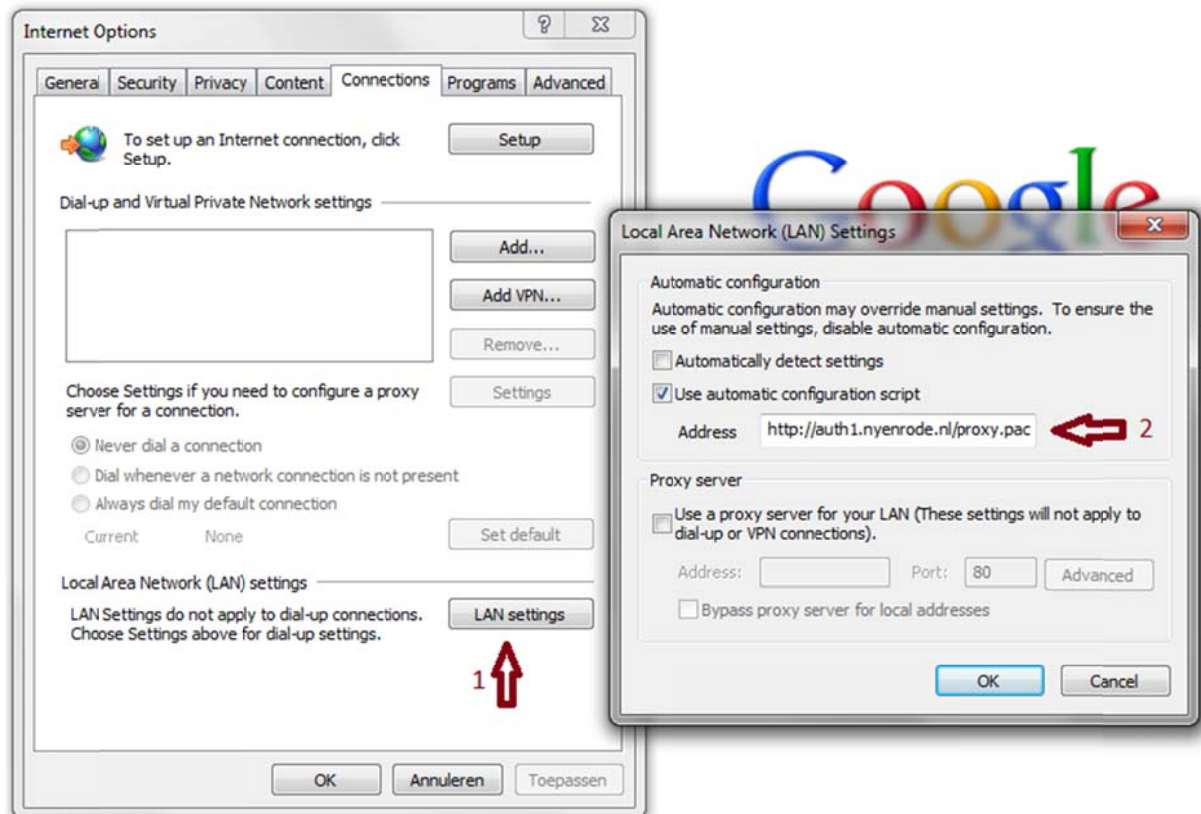 Internet Options
General Security Privacy Content Connections Programs Advanced
To set up an Internet connection, click
Setup.
Setup
Dial-up and Virtual Private Network settings
Add...
Add VPN...
Remove...
Choose Settings if you need to configure a proxy
server for a connection.
Settings
Never dial a connection
Dial whenever a network connection is not present
Always dial my default connection
Current None
Set default
Local Area Network (LAN) settings
LAN Settings do not apply to dial-up connections.
Choose Settings above for dial-up settings.
LAN settings
1
OK Annuleren Toepassen
Google
Local Area Network (LAN) Settings
Automatic configuration
Automatic configuration may override manual settings. To ensure the
use of manual settings, disable automatic configuration.
Automatically detect settings
Use automatic configuration script
Address http://auth1.nyenrode.nl/proxy.pac
2
Proxy server
Use a proxy server for your LAN (These settings will not apply to
dial-up or VPN connections).
Address: Port: 80 Advanced
Bypass proxy server for local addresses
OK Cancel